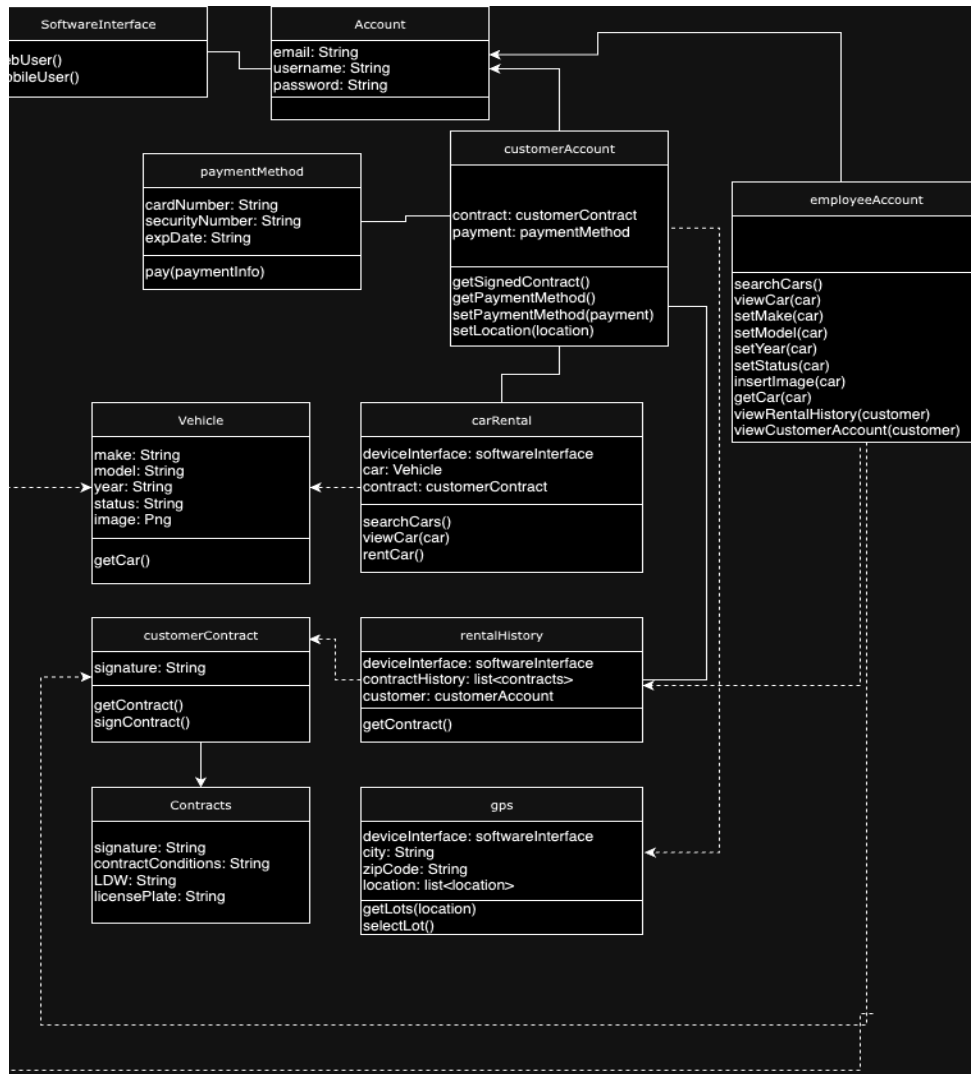 SoftwareInterface
ebUser()
obileUser()
Account
email: String
username: String
password: String
customerAccount
contract: customerContract
payment: paymentMethod
getSignedContract()
getPaymentMethod()
setPaymentMethod(payment)
setLocation(location)
paymentMethod
cardNumber: String
securityNumber: String
expDate: String
pay(paymentInfo)
employeeAccount
searchCars()
viewCar(car)
setMake(car)
setModel(car)
setYear(car)
setStatus(car)
insertImage(car)
getCar(car)
viewRentalHistory(customer)
viewCustomerAccount(customer)
Vehicle
make: String
model: String
year: String
status: String
image: Png
getCar()
carRental
deviceInterface: softwareInterface
car: Vehicle
contract: customerContract
searchCars()
viewCar(car)
rentCar()
customerContract
signature: String
getContract()
signContract()
rentalHistory
deviceInterface: softwareInterface
contractHistory: list<contracts>
customer: customerAccount
getContract()
Contracts
signature: String
contractConditions: String
LDW: String
licensePlate: String
gps
deviceInterface: softwareInterface
city: String
zipCode: String
location: list<location>
getLots(location)
selectLot()